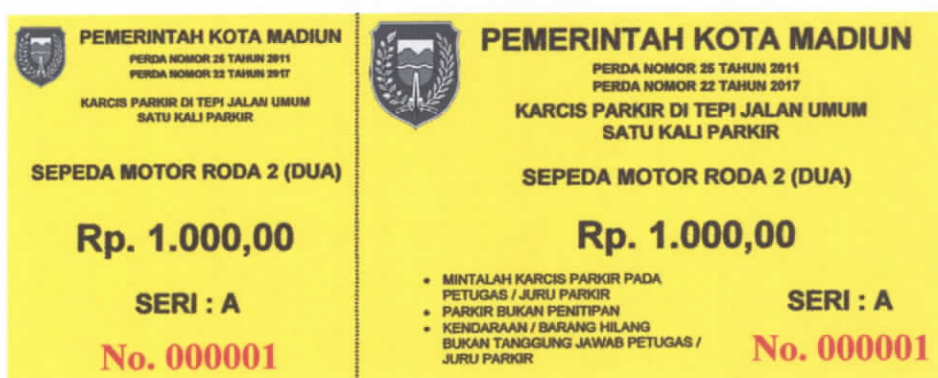 PEMERINTAH KOTA MADIUN
PERDA NOMOR 25 TAHUN 2011
PERDA NOMOR 22 TAHUN 2017
KARCIS PARKIR DI TEPI JALAN UMUM
SATU KALI PARKIR
SEPEDA MOTOR RODA 2 (DUA)
Rp. 1.000,00
SERI : A
No. 000001
PEMERINTAH KOTA MADIUN
PERDA NOMOR 25 TAHUN 2011
PERDA NOMOR 22 TAHUN 2017
KARCIS PARKIR DI TEPI JALAN UMUM
SATU KALI PARKIR
SEPEDA MOTOR RODA 2 (DUA)
Rp. 1.000,00
• MINTALAH KARCIS PARKIR PADA
PETUGAS / JURU PARKIR
• PARKIR BUKAN PENITIPAN
• KENDARAAN / BARANG HILANG
BUKAN TANGGUNG JAWAB PETUGAS /
JURU PARKIR
SERI : A
No. 000001